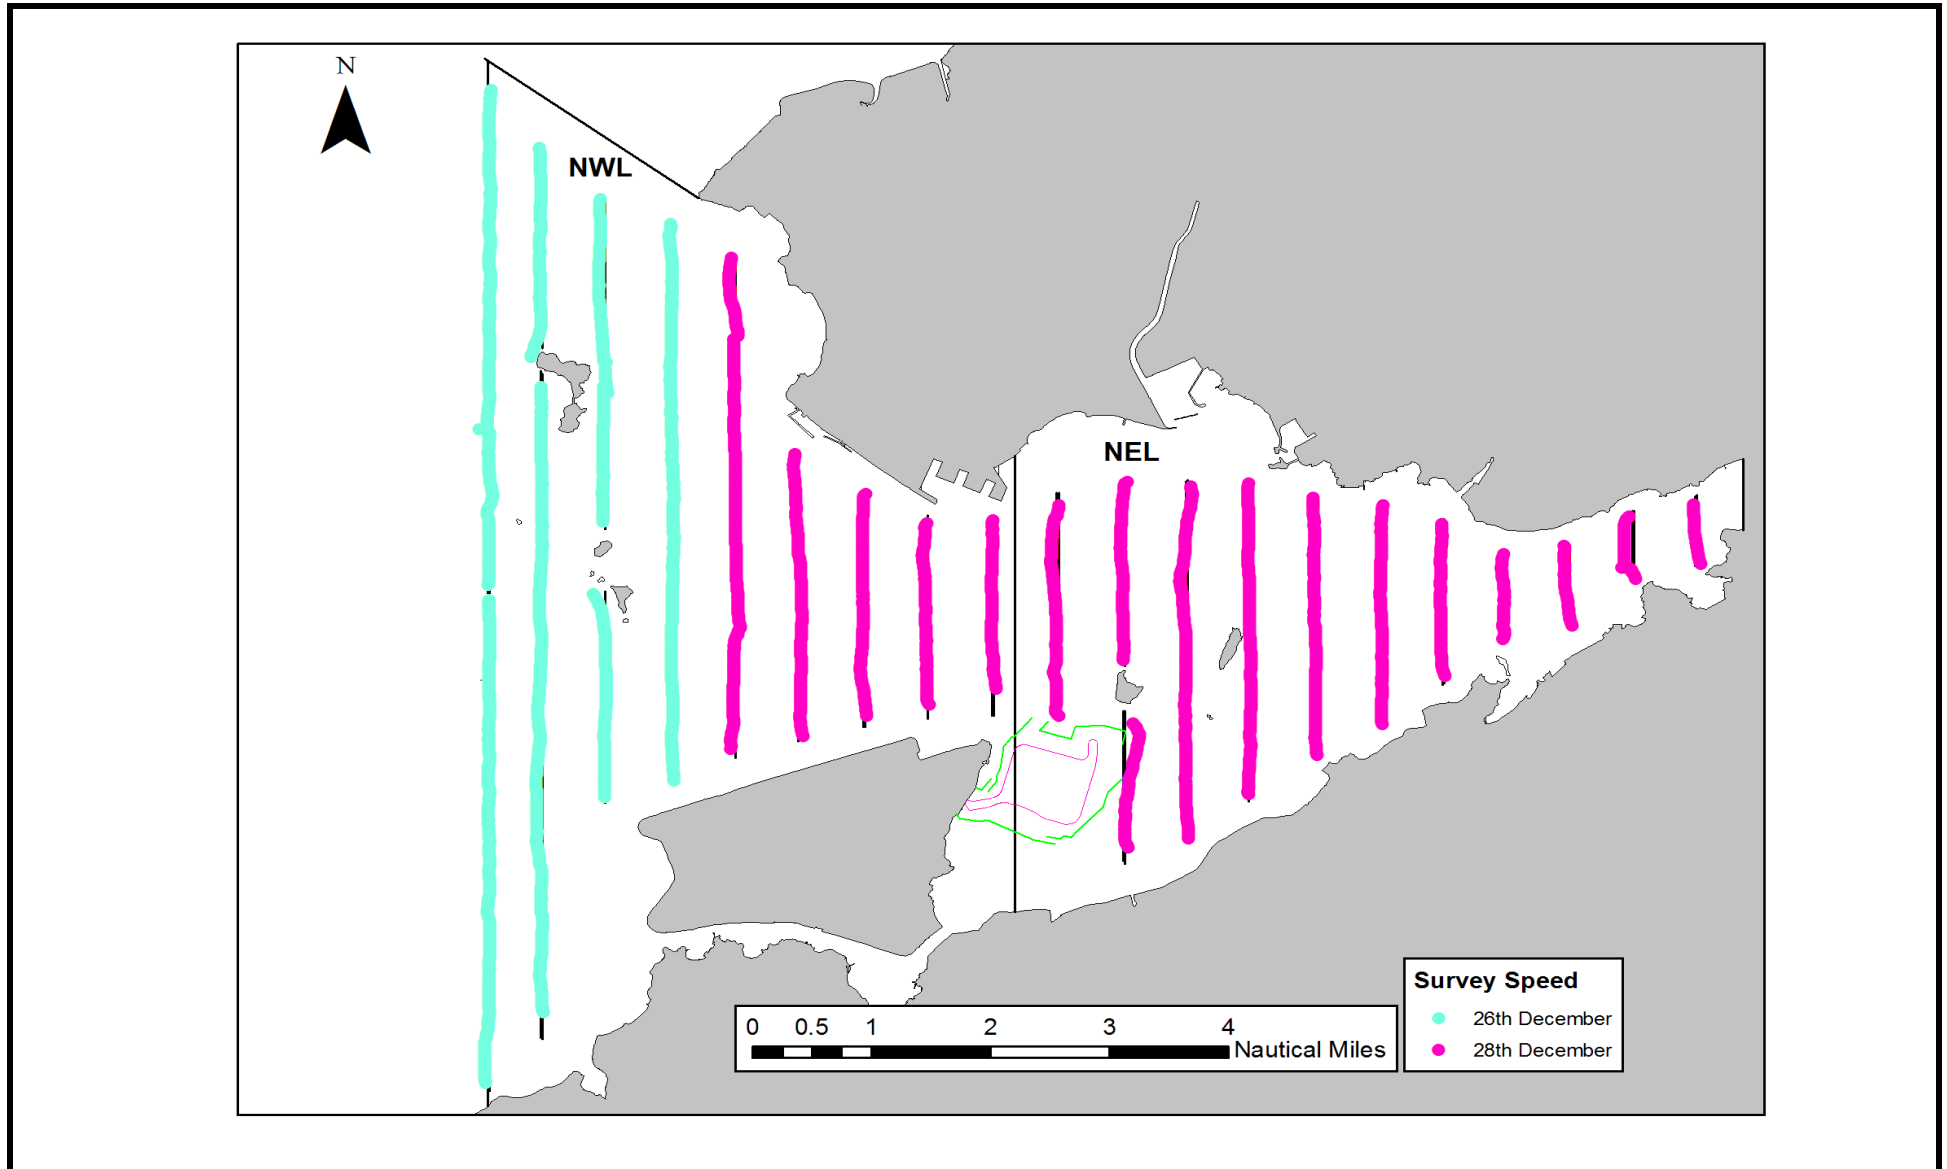 N
NWL
NEL
Survey Speed
26th December
28th December
0 0.5 1 2 3 4
Nautical Miles